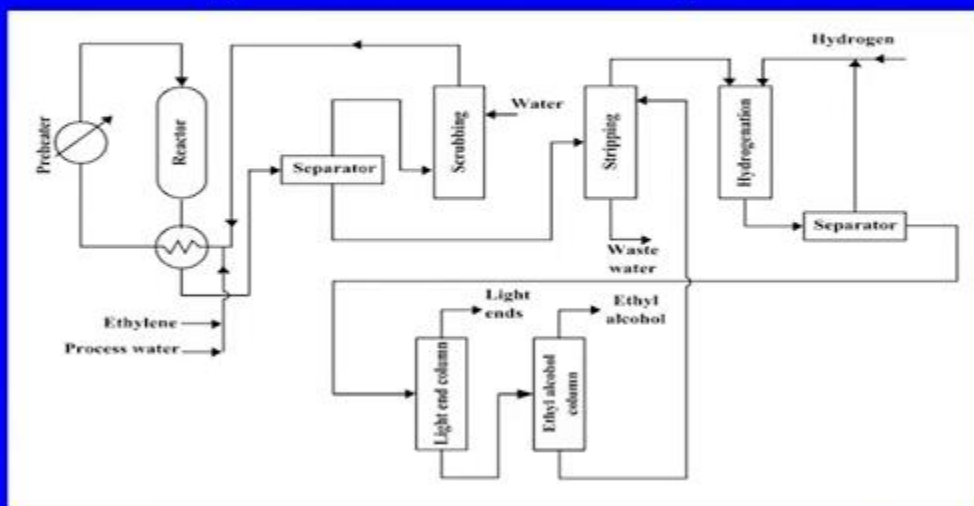 Hydrogen
Preheater
Reactor
Scrubbing
Water
Stripping
Hydrogenation
Separator
Separator
Waste
water
Light
ends
Ethyl
alcohol
Ethylene
Process water
Light end column
Ethyl alcohol
column